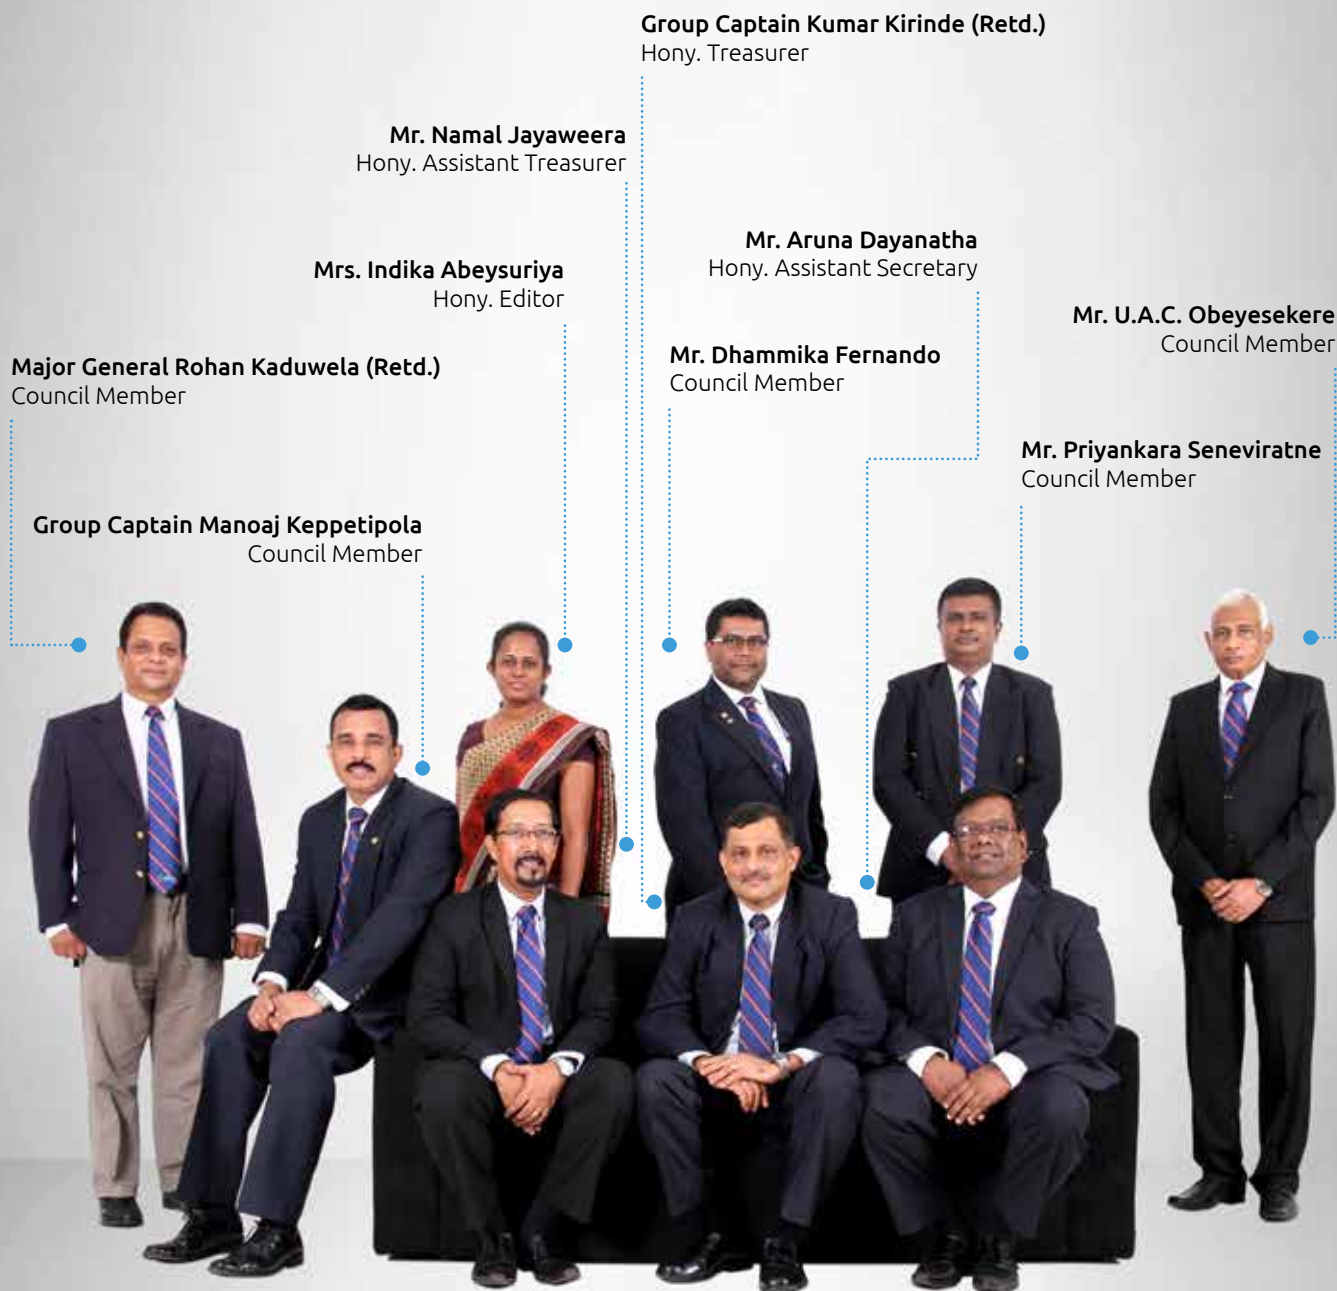 Group Captain Kumar Kirinde (Retd.)
Hony. Treasurer
Mr. Namal Jayaweera
Hony. Assistant Treasurer
Mr. Aruna Dayanatha
Hony. Assistant Secretary
Mrs. Indika Abeysuriya
Hony. Editor
Mr. U.A.C. Obeyesekere
Council Member
Mr. Dhammika Fernando
Council Member
Major General Rohan Kaduwela (Retd.)
Council Member
Mr. Priyankara Seneviratne
Council Member
Group Captain Manoaj Keppetipola
Council Member